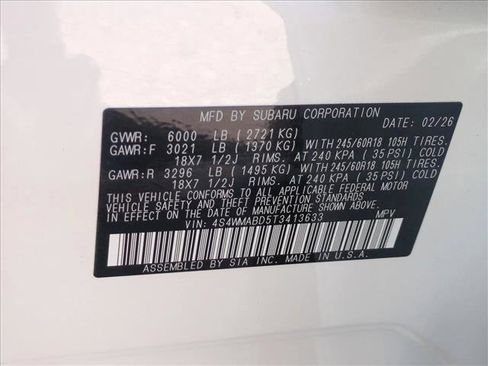 MFD BY SUBARU CORPORATION
DATE 02/26
GVWR: 6000 LB (2721 KG)
GAWR:F 3021 LB (1370 KG) WITH 245/60R18 105H TIRES.
18X7 1/2J RIMS. AT 240 KPA (35 PSI) COLD
GAWR:R 3296 LB (1495 KG) WITH 245/60R18 105H TIRES.
18X7 1/2J RIMS. AT 240 KPA (35 PSI) COLD
THIS VEHICLE CONFORMS TO ALL APPLICABLE FEDERAL MOTOR
VEHICLE SAFETY AND BUMPER STANDARDS
IN EFFECT ON THE DATE OF MANUFACTURE SHOWN ABOVE.
VIN: 4S4WMABD5T3413633 MPV
ASSEMBLED BY SIA INC. MADE IN U.S.A.